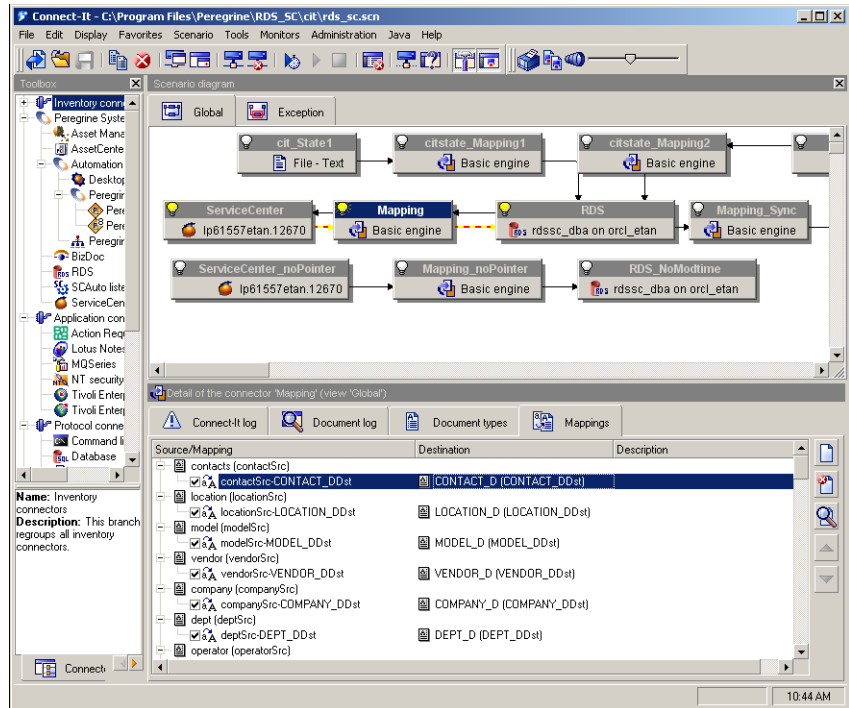 Connect-It - C:\Program Files\Peregrine\RDS_SC\cit\rds_sc.scn
File Edit Display Favorites Scenario Tools Monitors Administration Java Help
Toolbox
Inventory conn
Peregrine Syste
Asset Mana
AssetCente
Automation
Desktop
Peregrir
Pere
Pere
Peregrir
BizDoc
RDS
SCAuto liste
ServiceCen
Application con
Action Requ
Lotus Notes
MQSeries
NT security
Tivoli Enterp
Tivoli Enterp
Protocol conne
Command li
Database
Name: Inventory
connectors
Description: This branch
regroups all inventory
connectors.
Connecti
Scenario diagram
Global Exception
cit_State1
File - Text
citstate_Mapping1
Basic engine
citstate_Mapping2
Basic engine
ServiceCenter
lp61557etan.12670
Mapping
Basic engine
RDS
rdssc_dba on orcl_etan
Mapping_Sync
Basic engine
ServiceCenter_noPointer
lp61557etan.12670
Mapping_noPointer
Basic engine
RDS_NoModtime
rdssc_dba on orcl_etan
Detail of the connector 'Mapping' (view 'Global')
Connect-It log Document log Document types Mappings
Source/Mapping Destination Description
contacts (contactSrc)
contactSrc-CONTACT_DDst CONTACT_D (CONTACT_DDst)
location (locationSrc)
locationSrc-LOCATION_DDst LOCATION_D (LOCATION_DDst)
model (modelSrc)
modelSrc-MODEL_DDst MODEL_D (MODEL_DDst)
vendor (vendorSrc)
vendorSrc-VENDOR_DDst VENDOR_D (VENDOR_DDst)
company (companySrc)
companySrc-COMPANY_DDst COMPANY_D (COMPANY_DDst)
dept (deptSrc)
deptSrc-DEPT_DDst DEPT_D (DEPT_DDst)
operator (operatorSrc)
10:44 AM